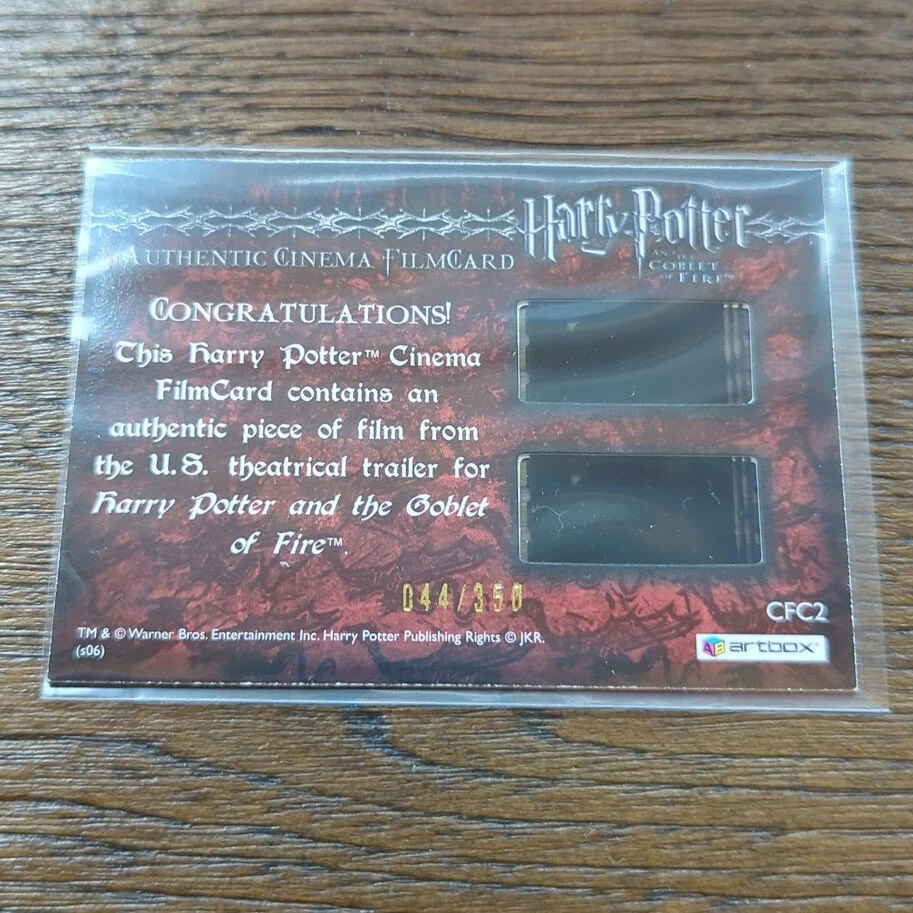 Harry Potter
AND THE
GOBLET
OF FIRE™
AUTHENTIC CINEMA FILMCARD
CONGRATULATIONS!
This Harry Potter™ Cinema
FilmCard contains an
authentic piece of film from
the U.S. theatrical trailer for
Harry Potter and the Goblet
of Fire™.
044/350
CFC2
TM & © Warner Bros. Entertainment Inc. Harry Potter Publishing Rights © JKR.
(s06)
AB artbox®